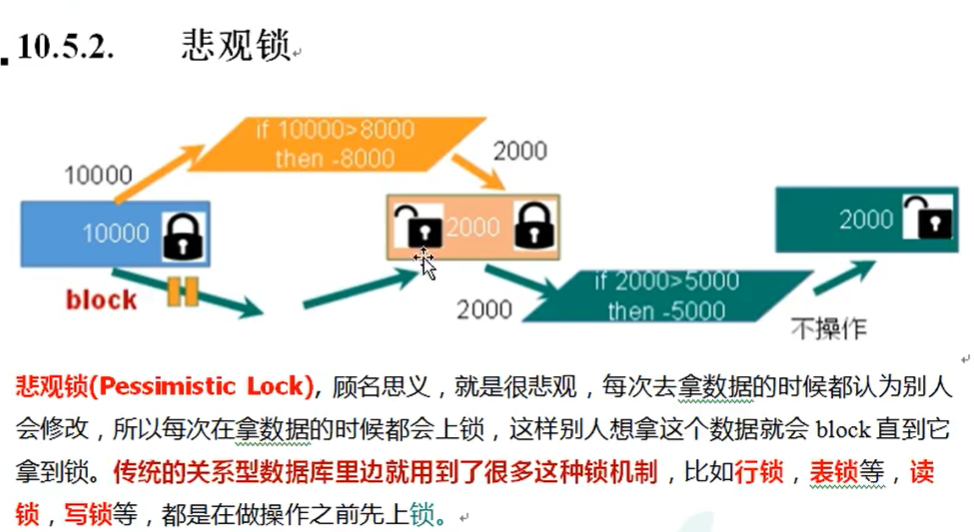 10.5.2. 悲观锁
if 10000>8000
then -8000
2000
10000
10000
2000
2000
block
if 2000>5000
then -5000
2000
不操作
悲观锁(Pessimistic Lock)，顾名思义，就是很悲观，每次去拿数据的时候都认为别人
会修改，所以每次在拿数据的时候都会上锁，这样别人想拿这个数据就会 block 直到它
拿到锁。传统的关系型数据库里边就用到了很多这种锁机制，比如行锁，表锁等，读
锁，写锁等，都是在做操作之前先上锁。